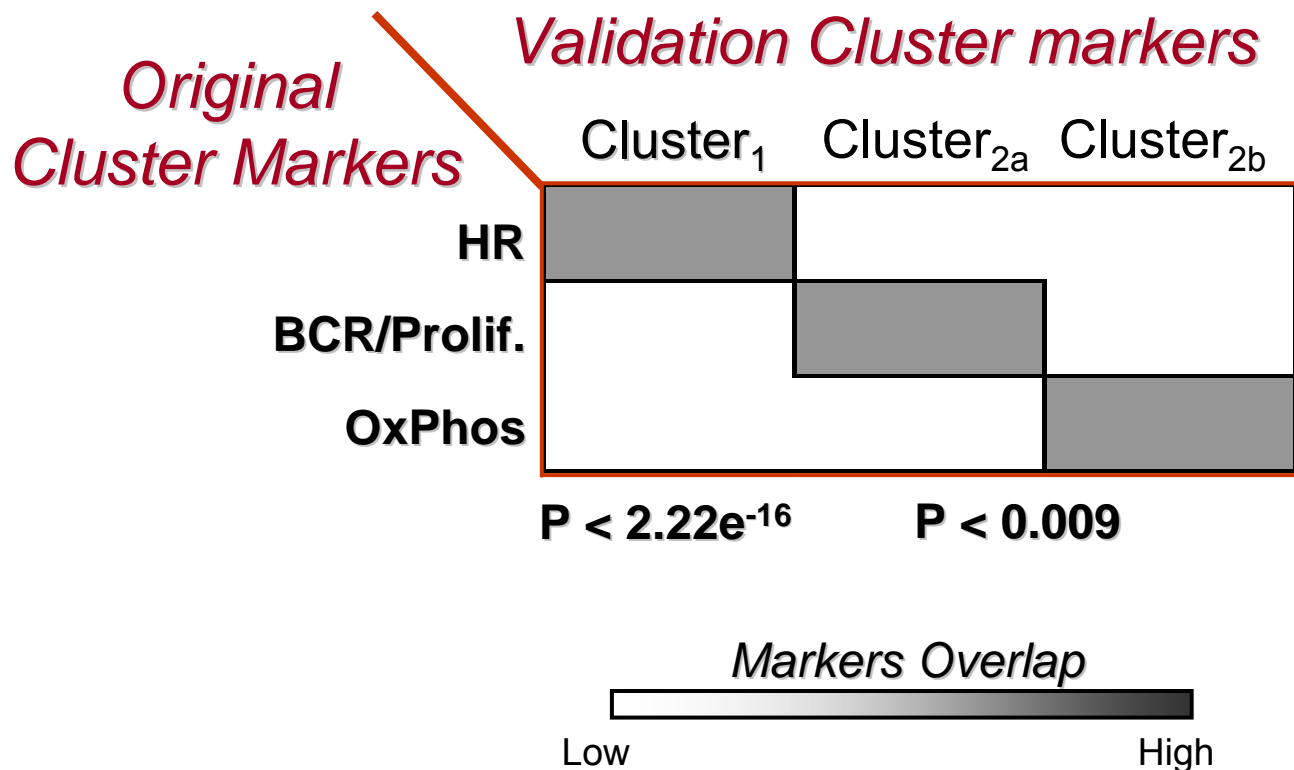 Validation Cluster markers
Original
Cluster Markers
Cluster₁ Cluster₂ₐ Cluster₂b
HR
BCR/Prolif.
OxPhos
P < 2.22e⁻¹⁶ P < 0.009
Markers Overlap
Low High